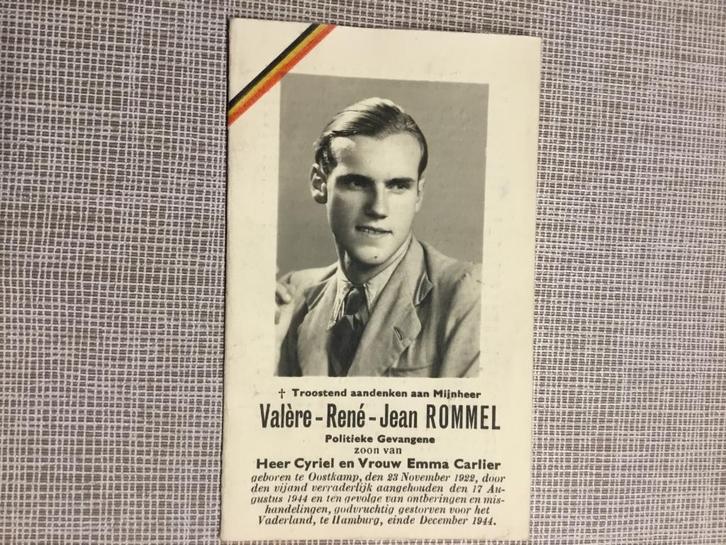 † Troostend aandenken aan Mijnheer
Valère-René-Jean ROMMEL
Politieke Gevangene
zoon van
Heer Cyriel en Vrouw Emma Carlier
geboren te Oostkamp, den 23 November 1922, door
den vijand verraderlijk aangehouden den 17 Au-
gustus 1944 en ten gevolge van ontberingen en mis-
handelingen, godvruchtig gestorven voor het
Vaderland, te Hamburg, einde December 1944.